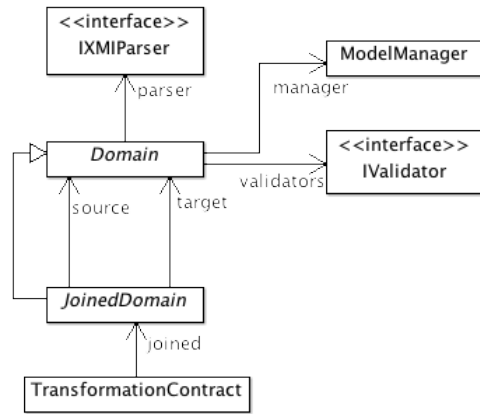 <<interface>>
IXMIParser
ModelManager
parser
manager
Domain
<<interface>>
IValidator
validators
source
target
JoinedDomain
joined
TransformationContract